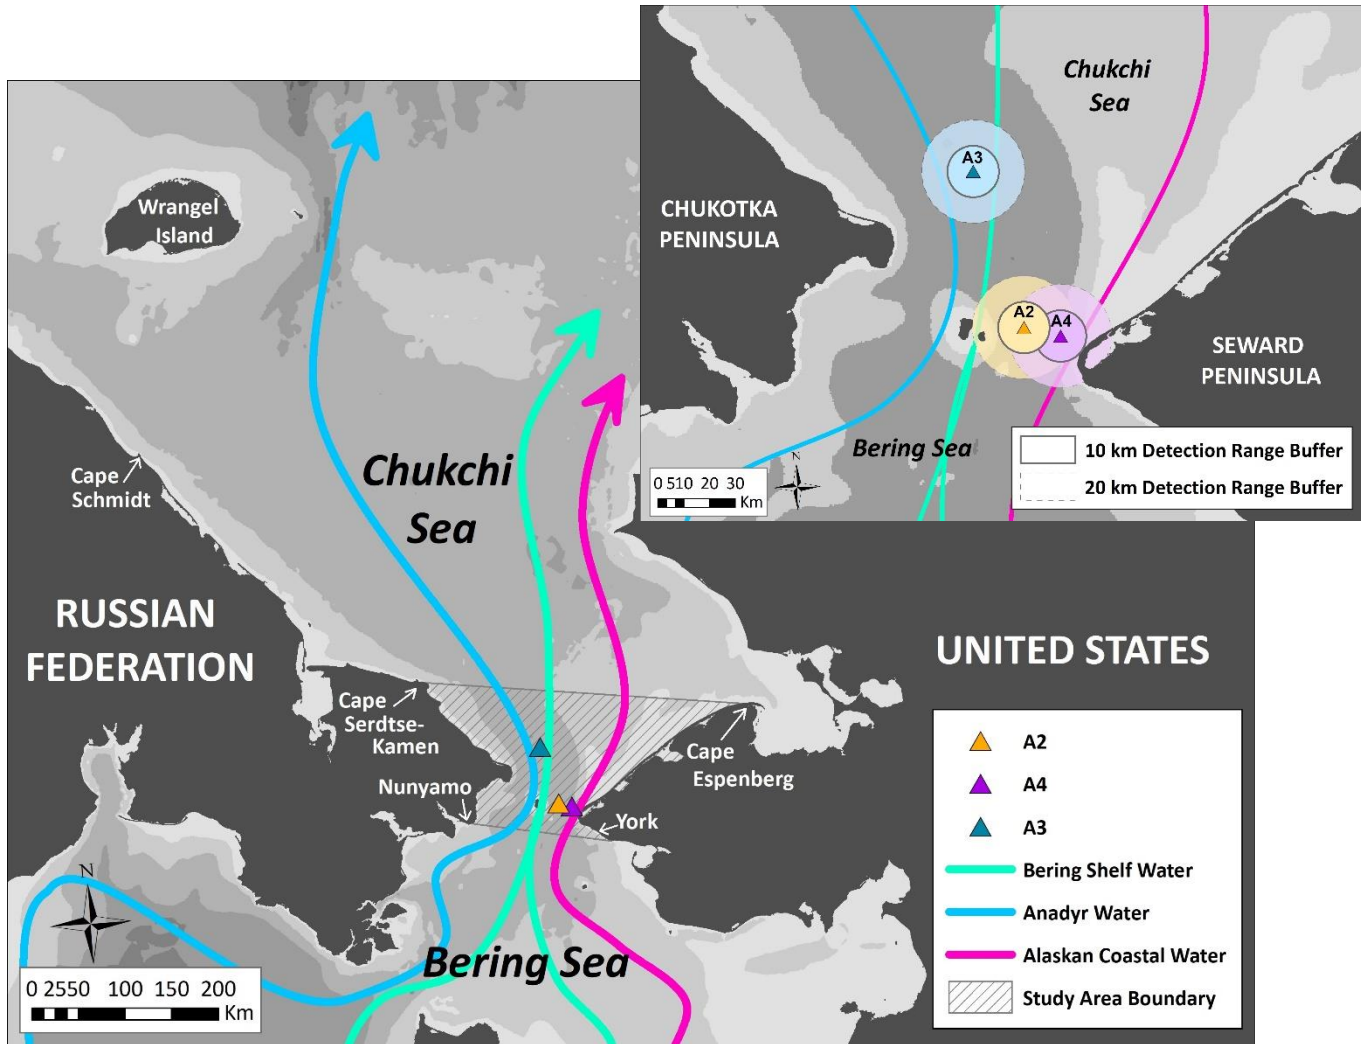 Wrangel
Island
Cape
Schmidt
Chukchi
Sea
RUSSIAN
FEDERATION
UNITED STATES
Cape
Serdtse-
Kamen
Nunyamo
Cape
Espenberg
York
Bering Sea
N
0 2550 100 150 200
Km
A2
A4
A3
Bering Shelf Water
Anadyr Water
Alaskan Coastal Water
Study Area Boundary
Chukchi
Sea
A3
CHUKOTKA
PENINSULA
A2
A4
SEWARD
PENINSULA
Bering Sea
N
0 510 20 30
Km
10 km Detection Range Buffer
20 km Detection Range Buffer